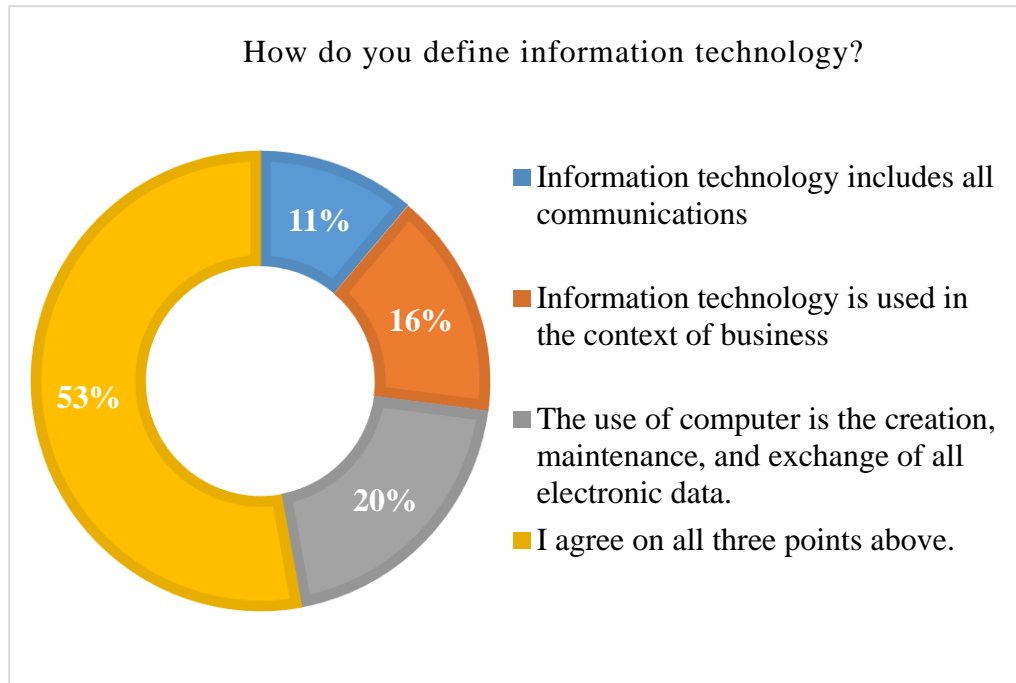 How do you define information technology?
11%
16%
20%
53%
Information technology includes all
communications
Information technology is used in
the context of business
The use of computer is the creation,
maintenance, and exchange of all
electronic data.
I agree on all three points above.